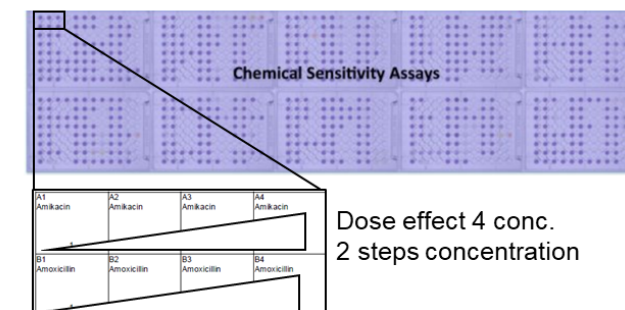 Chemical Sensitivity Assays
A1 A2 A3 A4
Amikacin Amikacin Amikacin Amikacin
Dose effect 4 conc.
2 steps concentration
B1 B2 B3 B4
Amoxicillin Amoxicillin Amoxicillin Amoxicillin